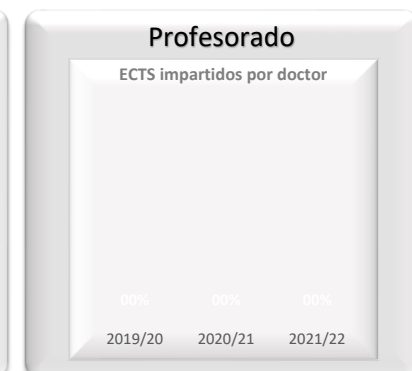 Profesorado
ECTS impartidos por doctor
00% 00% 00%
2019/20 2020/21 2021/22